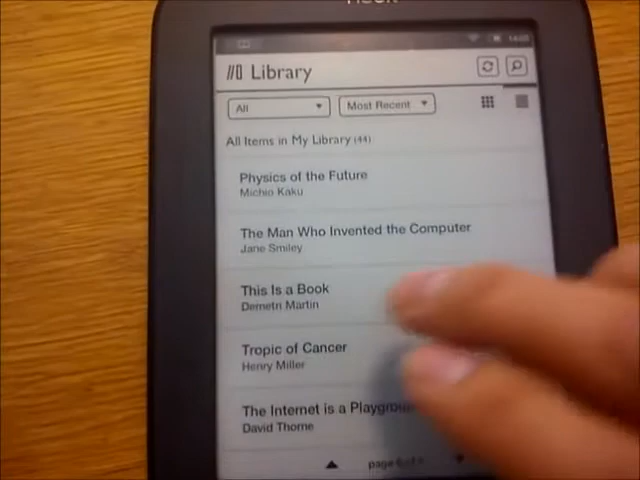 Library
All
Most Recent
All Items in My Library (44)
Physics of the Future
Michio Kaku
The Man Who Invented the Computer
Jane Smiley
This Is a Book
Demetri Martin
Tropic of Cancer
Henry Miller
The Internet is a Playground
David Thorne
page